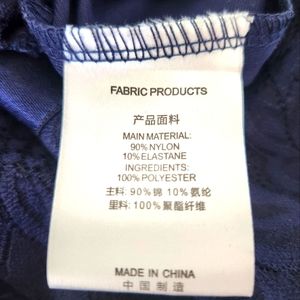 FABRIC PRODUCTS
产品面料
MAIN MATERIAL:
90%NYLON
10%ELASTANE
INGREDIENTS:
100%POLYESTER
主料: 90% 锦 10% 氨纶
里料: 100% 聚酯纤维
MADE IN CHINA
中 国 制 造